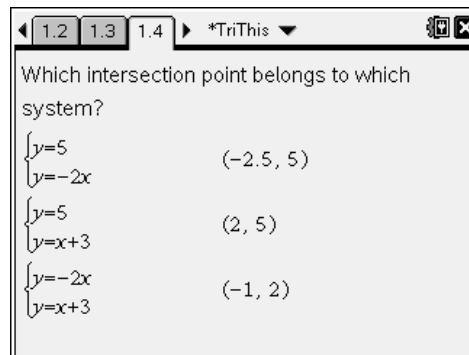 1.2 1.3 1.4 *TriThis
Which intersection point belongs to which
system?
{y=5
{y=-2x (-2.5, 5)
{y=5
{y=x+3 (2, 5)
{y=-2x
{y=x+3 (-1, 2)